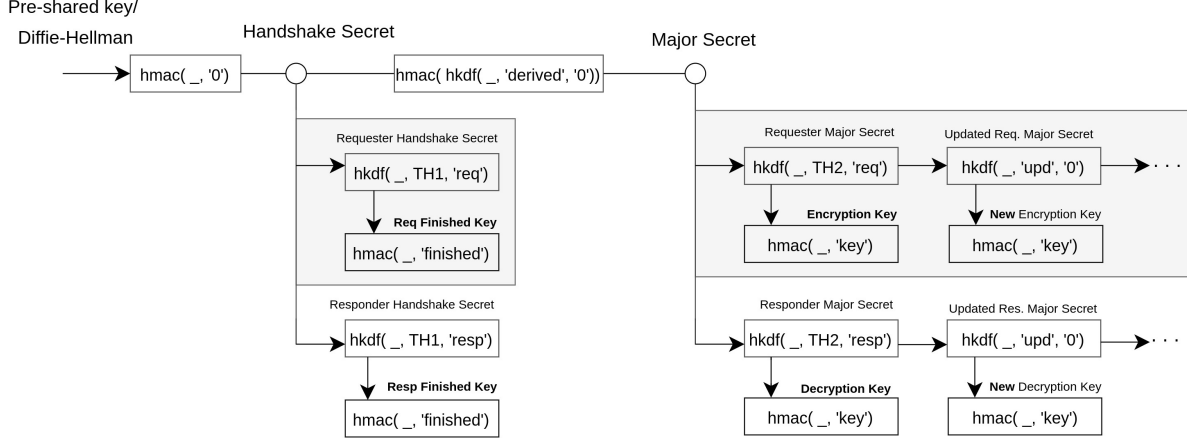 Pre-shared key/
Diffie-Hellman
hmac( _, '0')
Handshake Secret
hmac( hkdf( _, 'derived', '0'))
Major Secret
Requester Handshake Secret
hkdf( _, TH1, 'req')
Req Finished Key
hmac( _, 'finished')
Responder Handshake Secret
hkdf( _, TH1, 'resp')
Resp Finished Key
hmac( _, 'finished')
Requester Major Secret
hkdf( _, TH2, 'req')
Encryption Key
hmac( _, 'key')
Updated Req. Major Secret
hkdf( _, 'upd', '0')
New Encryption Key
hmac( _, 'key')
. . .
Responder Major Secret
hkdf( _, TH2, 'resp')
Decryption Key
hmac( _, 'key')
Updated Res. Major Secret
hkdf( _, 'upd', '0')
New Decryption Key
hmac( _, 'key')
. . .